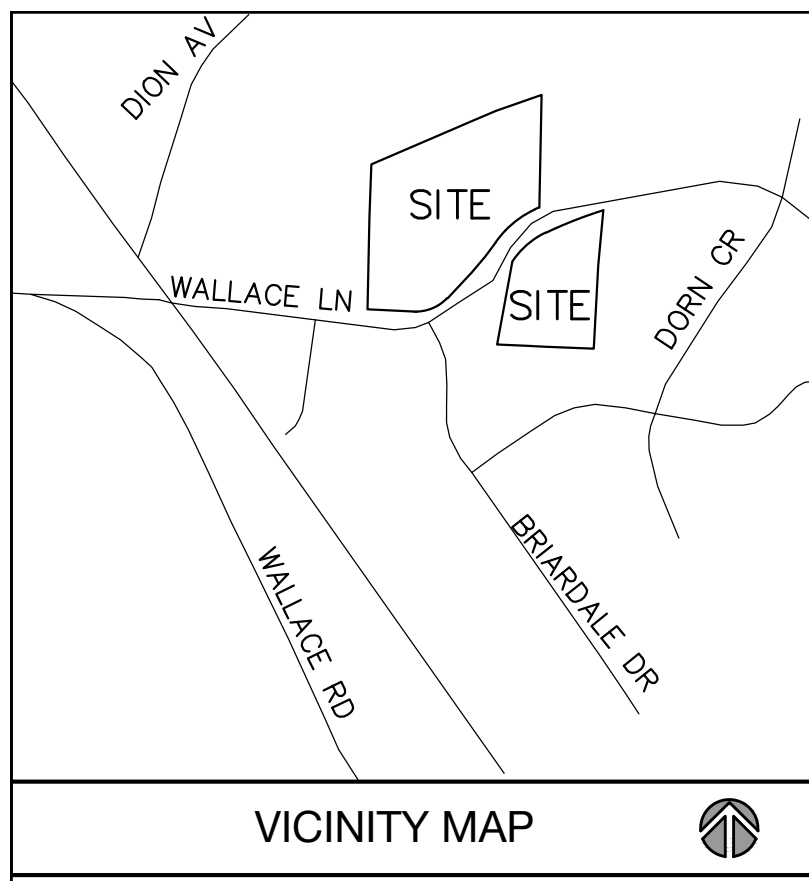 DION AV
SITE
WALLACE LN
SITE
DORN CR
BRIARDALE DR
WALLACE RD
VICINITY MAP